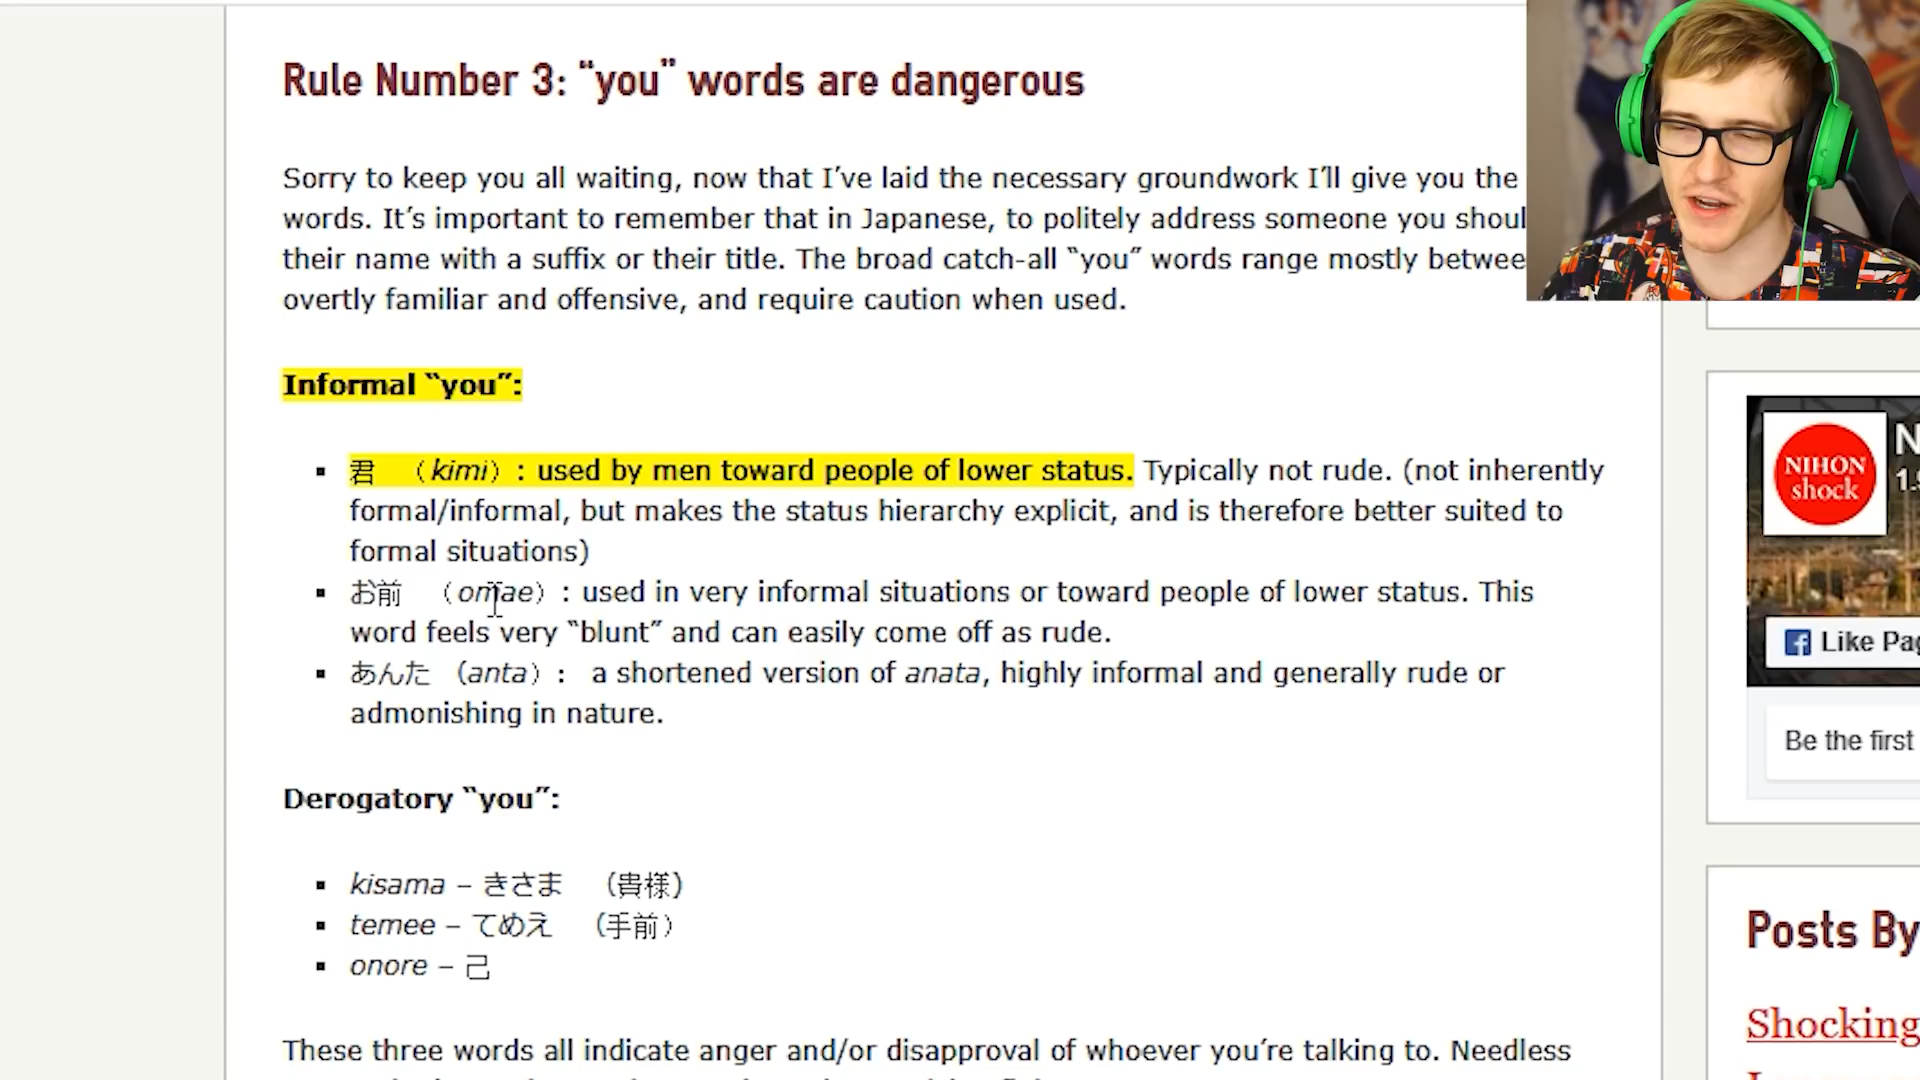 Rule Number 3: “you” words are dangerous
Sorry to keep you all waiting, now that I’ve laid the necessary groundwork I’ll give you the
words. It’s important to remember that in Japanese, to politely address someone you shoul
their name with a suffix or their title. The broad catch-all “you” words range mostly betwee
overtly familiar and offensive, and require caution when used.
Informal “you”:
▪ 君 （kimi）: used by men toward people of lower status. Typically not rude. (not inherently
formal/informal, but makes the status hierarchy explicit, and is therefore better suited to
formal situations)
▪ お前 （omae）: used in very informal situations or toward people of lower status. This
word feels very “blunt” and can easily come off as rude.
▪ あんた （anta）: a shortened version of anata, highly informal and generally rude or
admonishing in nature.
Derogatory “you”:
▪ kisama – きさま （貴様）
▪ temee – てめえ （手前）
▪ onore – 己
These three words all indicate anger and/or disapproval of whoever you’re talking to. Needless
NIHON
shock
N
Like Pag
Be the first
Posts By
Shocking